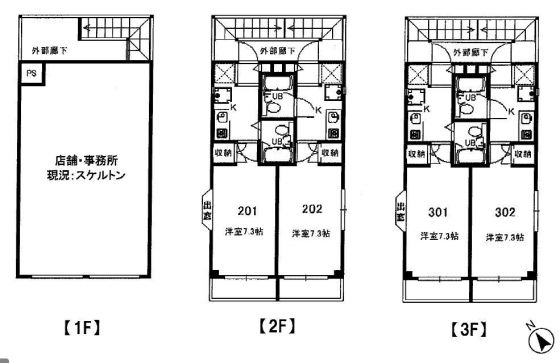 外部廊下
PS
店舗・事務所
現況：スケルトン
【1F】
外部廊下
UB
K
K
UB
収納
収納
出窓
201
洋室7.3帖
202
洋室7.3帖
【2F】
外部廊下
UB
K
K
UB
収納
収納
出窓
301
洋室7.3帖
302
洋室7.3帖
【3F】
N